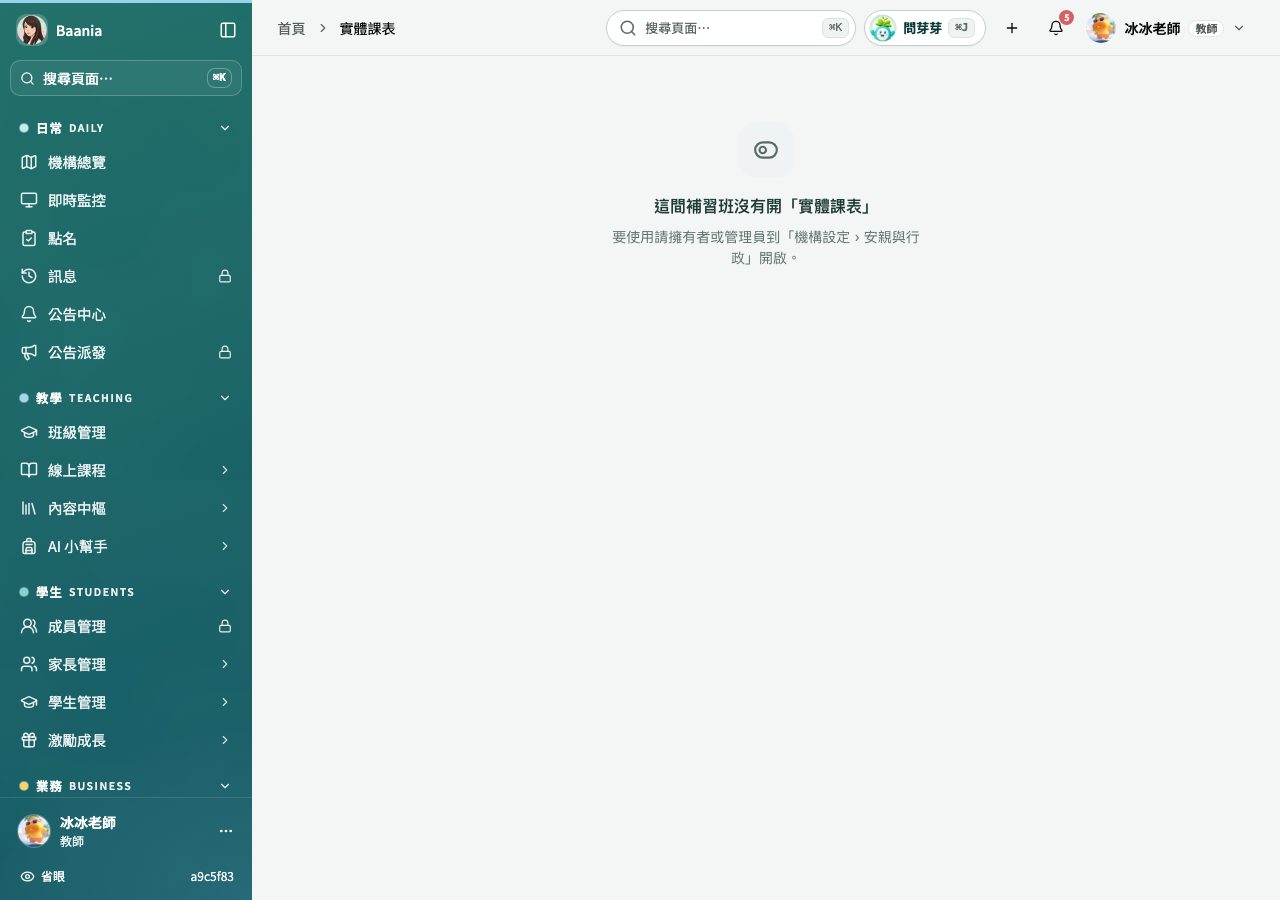 Baania
搜尋頁面… ⌘K
日常 DAILY
機構總覽
即時監控
點名
訊息
公告中心
公告派發
教學 TEACHING
班級管理
線上課程
內容中樞
AI 小幫手
學生 STUDENTS
成員管理
家長管理
學生管理
激勵成長
業務 BUSINESS
冰冰老師
教師
省眼 a9c5f83
首頁 › 實體課表
搜尋頁面… ⌘K
問芽芽 ⌘J
5
冰冰老師 教師
這間補習班沒有開「實體課表」
要使用請擁有者或管理員到「機構設定 › 安親與行
政」開啟。